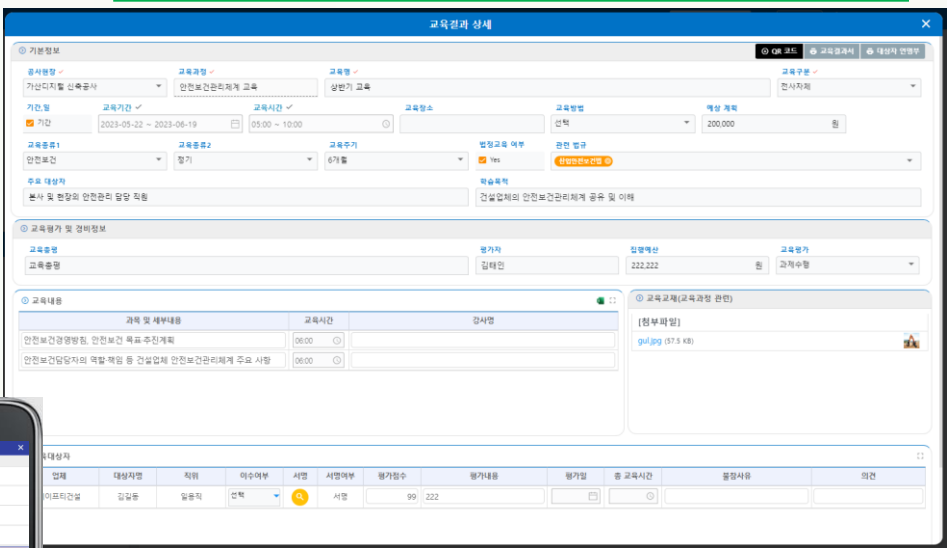 교육결과 상세
기본정보
QR 코드 교육결과서 대상자 연명부
공사현장 교육과정 교육명 교육구분
가산디지털 신축공사 안전보건관리체계 교육 상반기 교육 전사자체
기간,일 교육기간 교육시간 교육장소 교육방법 예상 계획
기간 2023-05-22 ~ 2023-06-19 05:00 ~ 10:00 선택 200,000 원
교육종류1 교육종류2 교육주기 법정교육 여부 관련 법규
안전보건 정기 6개월 Yes 산업안전보건법
주요 대상자 학습목적
본사 및 현장의 안전관리 담당 직원 건설업체의 안전보건관리체계 공유 및 이해
교육평가 및 경비정보
교육총평 평가자 집행예산 교육평가
교육총평 김태인 222,222 원 과제수행
교육내용 교육교재(교육과정 관련)
과목 및 세부내용 교육시간 강사명 [첨부파일]
안전보건경영방침, 안전보건 목표·추진계획 06:00 gul.jpg (57.5 KB)
안전보건담당자의 역할·책임 등 건설업체 안전보건관리체계 주요 사항 06:00
육대상자
업체 대상자명 직위 이수여부 서명 서명여부 평가점수 평가내용 평가일 총 교육시간 불참사유 의견
이프티건설 김길동 일용직 선택 서명 99 222